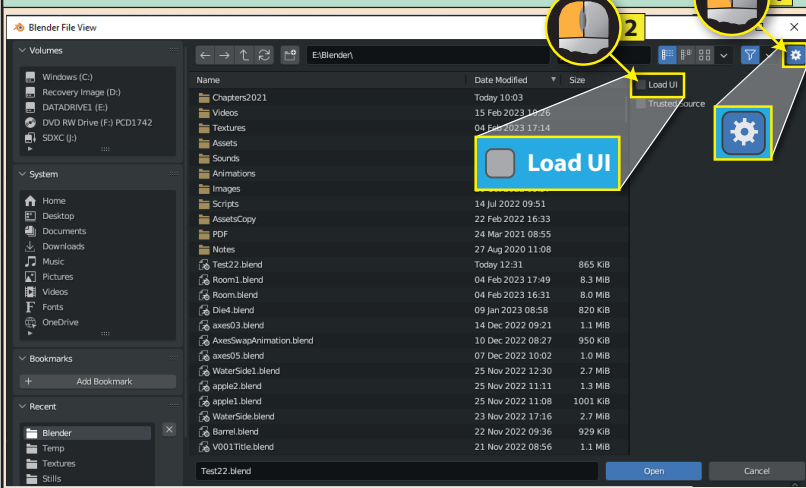 Blender File View
2
Volumes
Windows (C:)
Recovery Image (D:)
DATADRIVE1 (E:)
DVD RW Drive (F:) PCD1742
SDXC (J:)
System
Home
Desktop
Documents
Downloads
Music
Pictures
Videos
Fonts
OneDrive
Bookmarks
Add Bookmark
Recent
Blender
Temp
Textures
Stills
E:\Blender\
Name Date Modified Size
Chapters2021 Today 10:03
Videos 15 Feb 2023
Textures 04 Feb 2023 17:14
Assets
Sounds
Animations
Images
Scripts 14 Jul 2022 09:51
AssetsCopy 22 Feb 2022 16:33
PDF 24 Mar 2021 08:55
Notes 27 Aug 2020 11:08
Test22.blend Today 12:31 865 KiB
Room1.blend 04 Feb 2023 17:49 8.3 MiB
Room.blend 04 Feb 2023 16:31 8.0 MiB
Die4.blend 09 Jan 2023 08:58 820 KiB
axes03.blend 14 Dec 2022 09:21 1.1 MiB
AxesSwapAnimation.blend 10 Dec 2022 08:27 950 KiB
axes05.blend 07 Dec 2022 10:02 1.0 MiB
WaterSide1.blend 25 Nov 2022 12:30 2.7 MiB
apple2.blend 25 Nov 2022 11:11 1.3 MiB
apple1.blend 25 Nov 2022 11:08 1001 KiB
WaterSide.blend 23 Nov 2022 17:16 2.7 MiB
Barrel.blend 22 Nov 2022 09:36 929 KiB
V001Title.blend 21 Nov 2022 08:56 1.1 MiB
Load UI
Trusted Source
Load UI
Test22.blend
Open
Cancel